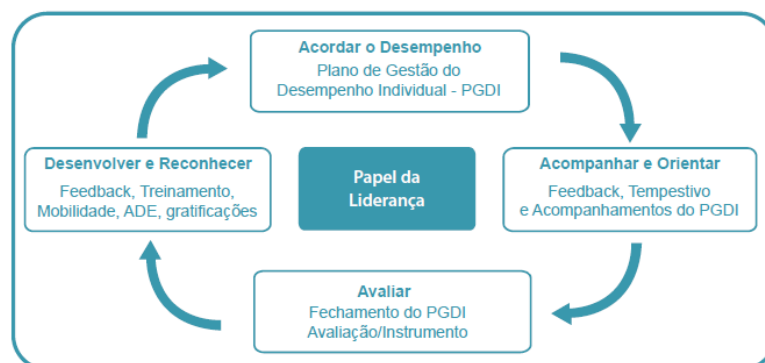 Acordar o Desempenho
Plano de Gestão do
Desempenho Individual - PGDI
Desenvolver e Reconhecer
Feedback, Treinamento,
Mobilidade, ADE, gratificações
Papel da
Liderança
Acompanhar e Orientar
Feedback, Tempestivo
e Acompanhamentos do PGDI
Avaliar
Fechamento do PGDI
Avaliação/Instrumento